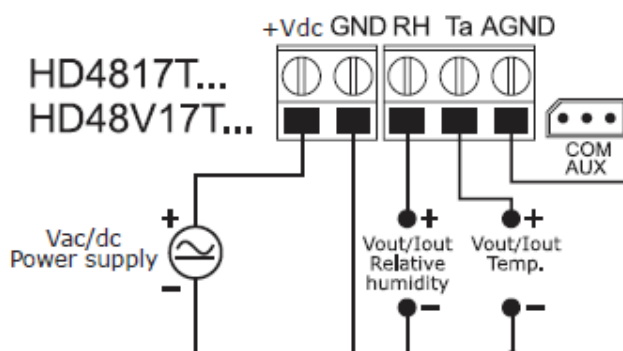 +Vdc GND RH Ta AGND
HD4817T...
HD48V17T...
COM
AUX
+
Vac/dc
Power supply
−
+
Vout/Iout
Relative
humidity
−
+
Vout/Iout
Temp.
−